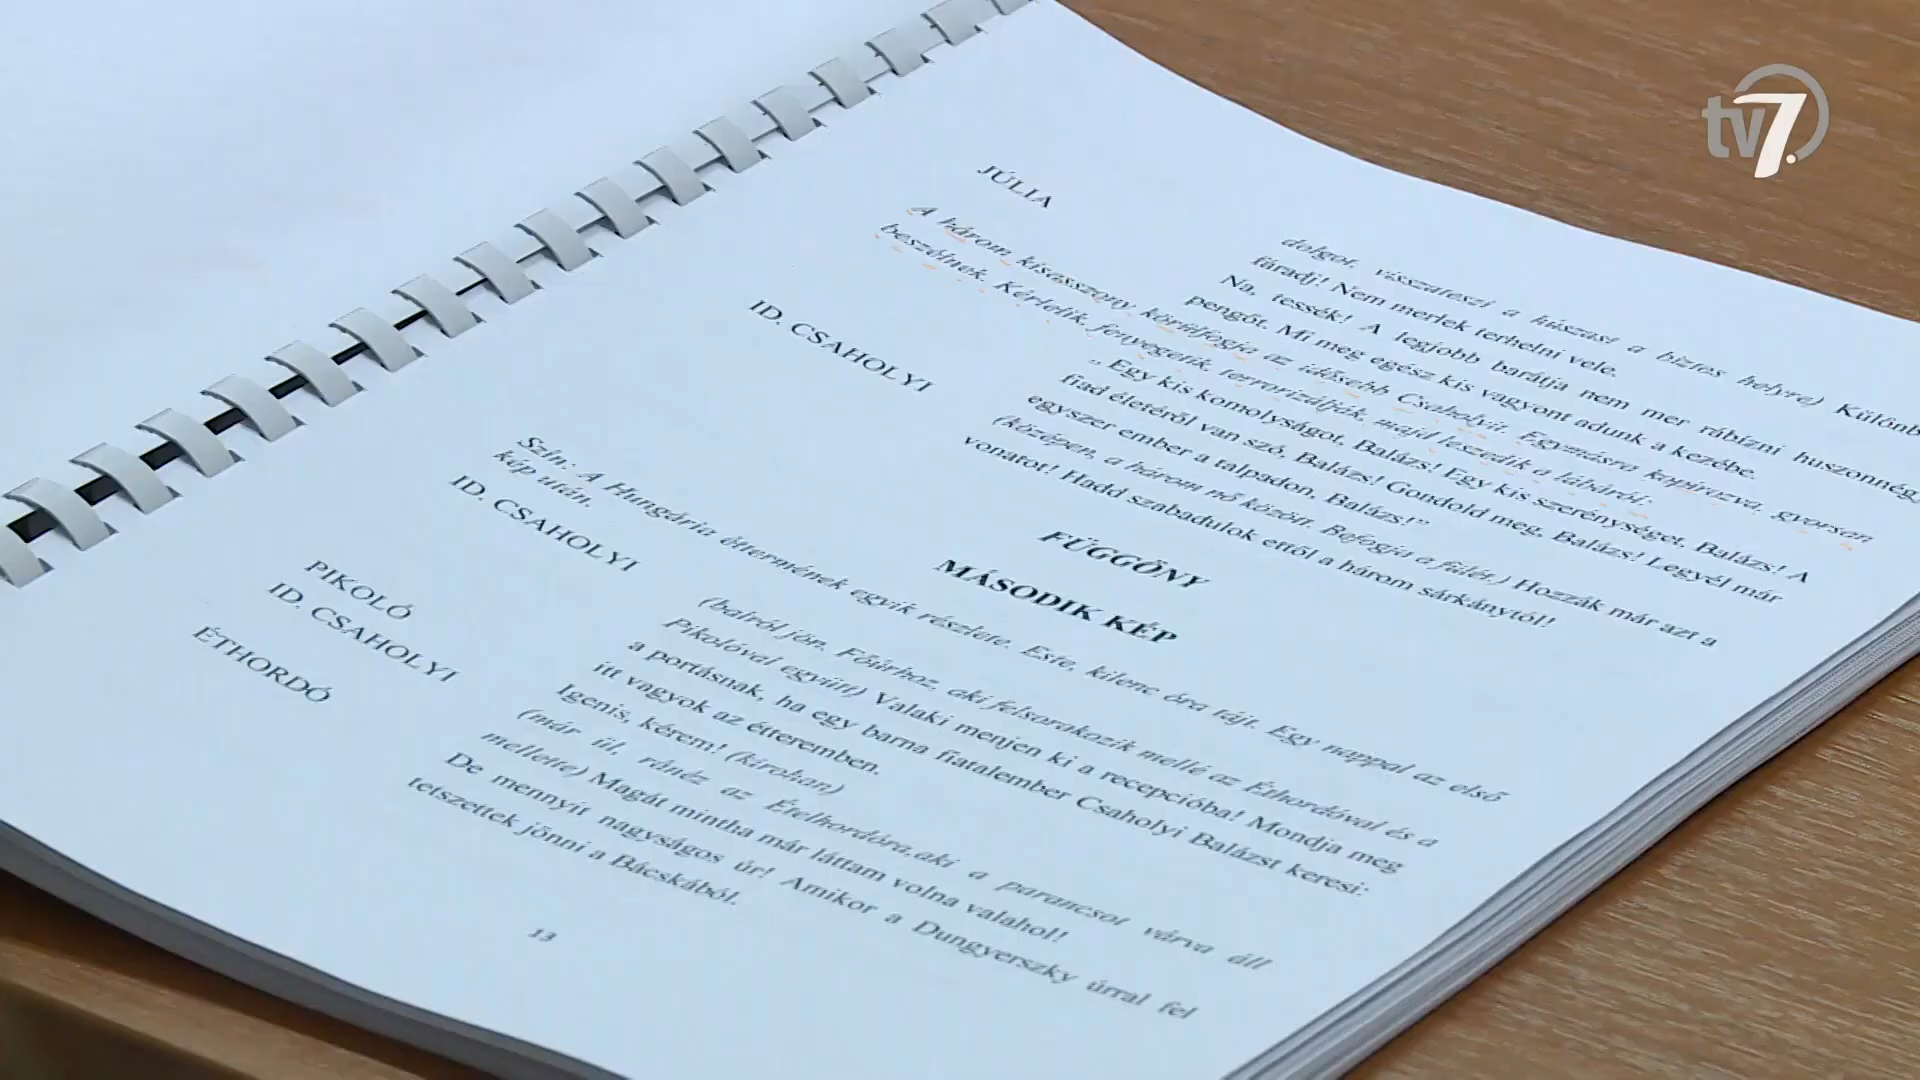 tv7.
dolgot, visszateszi a húszast a bizтos helyre) Különb
fáradj! Nem merlek terhelni vele.
JÚLIA
Na, tessék! A legjobb barátja nem mer rábízni huszonnégy
pengőt. Mi meg egész kis vagyont adunk a kezébe.
A három kisasszony, körülfogja az idősebb Csaholyit. Egymásra kopírozva, gyorsan
beszélnek. Kérlelik, fenyegetik, terrorizálják, majd leszedik a lábáról:
„ Egy kis komolyságot, Balázs! Egy kis szerénységet, Balázs! A
fiad életéről van szó, Balázs! Gondold meg, Balázs! Legyél már
egyszer ember a talpadon, Balázs!”
ID. CSAHOLYI
(középen, a három nő között. Befogja a fülét.) Hozzák már azt a
vonatot! Hadd szabadulok ettől a három sárkánytól!
FÜGGÖNY
MÁSODIK KÉP
Szín: A Hungária éttermének egyik részlete. Este, kilenc óra tájt. Egy nappal az első
kép után.
ID. CSAHOLYI
(balról jön. Főúrhoz, aki felsorakozik mellé az Éthordóval és a
Pikolóval együtt) Valaki menjen ki a recepcióba! Mondja meg
a portásnak, ha egy barna fiatalember Csaholyi Balázst keresi:
itt vagyok az étteremben.
PIKOLÓ
Igenis, kérem! (kirohan)
ID. CSAHOLYI
(már ül, ránéz az Ételhordóra,aki a parancsot várva áll
mellette) Magát mintha már láttam volna valahol!
ÉTHORDÓ
De mennyit nagyságos úr! Amikor a Dungyerszky úrral fel
tetszettek jönni a Bácskából.
13